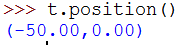 >>> t.position()
(-50.00,0.00)